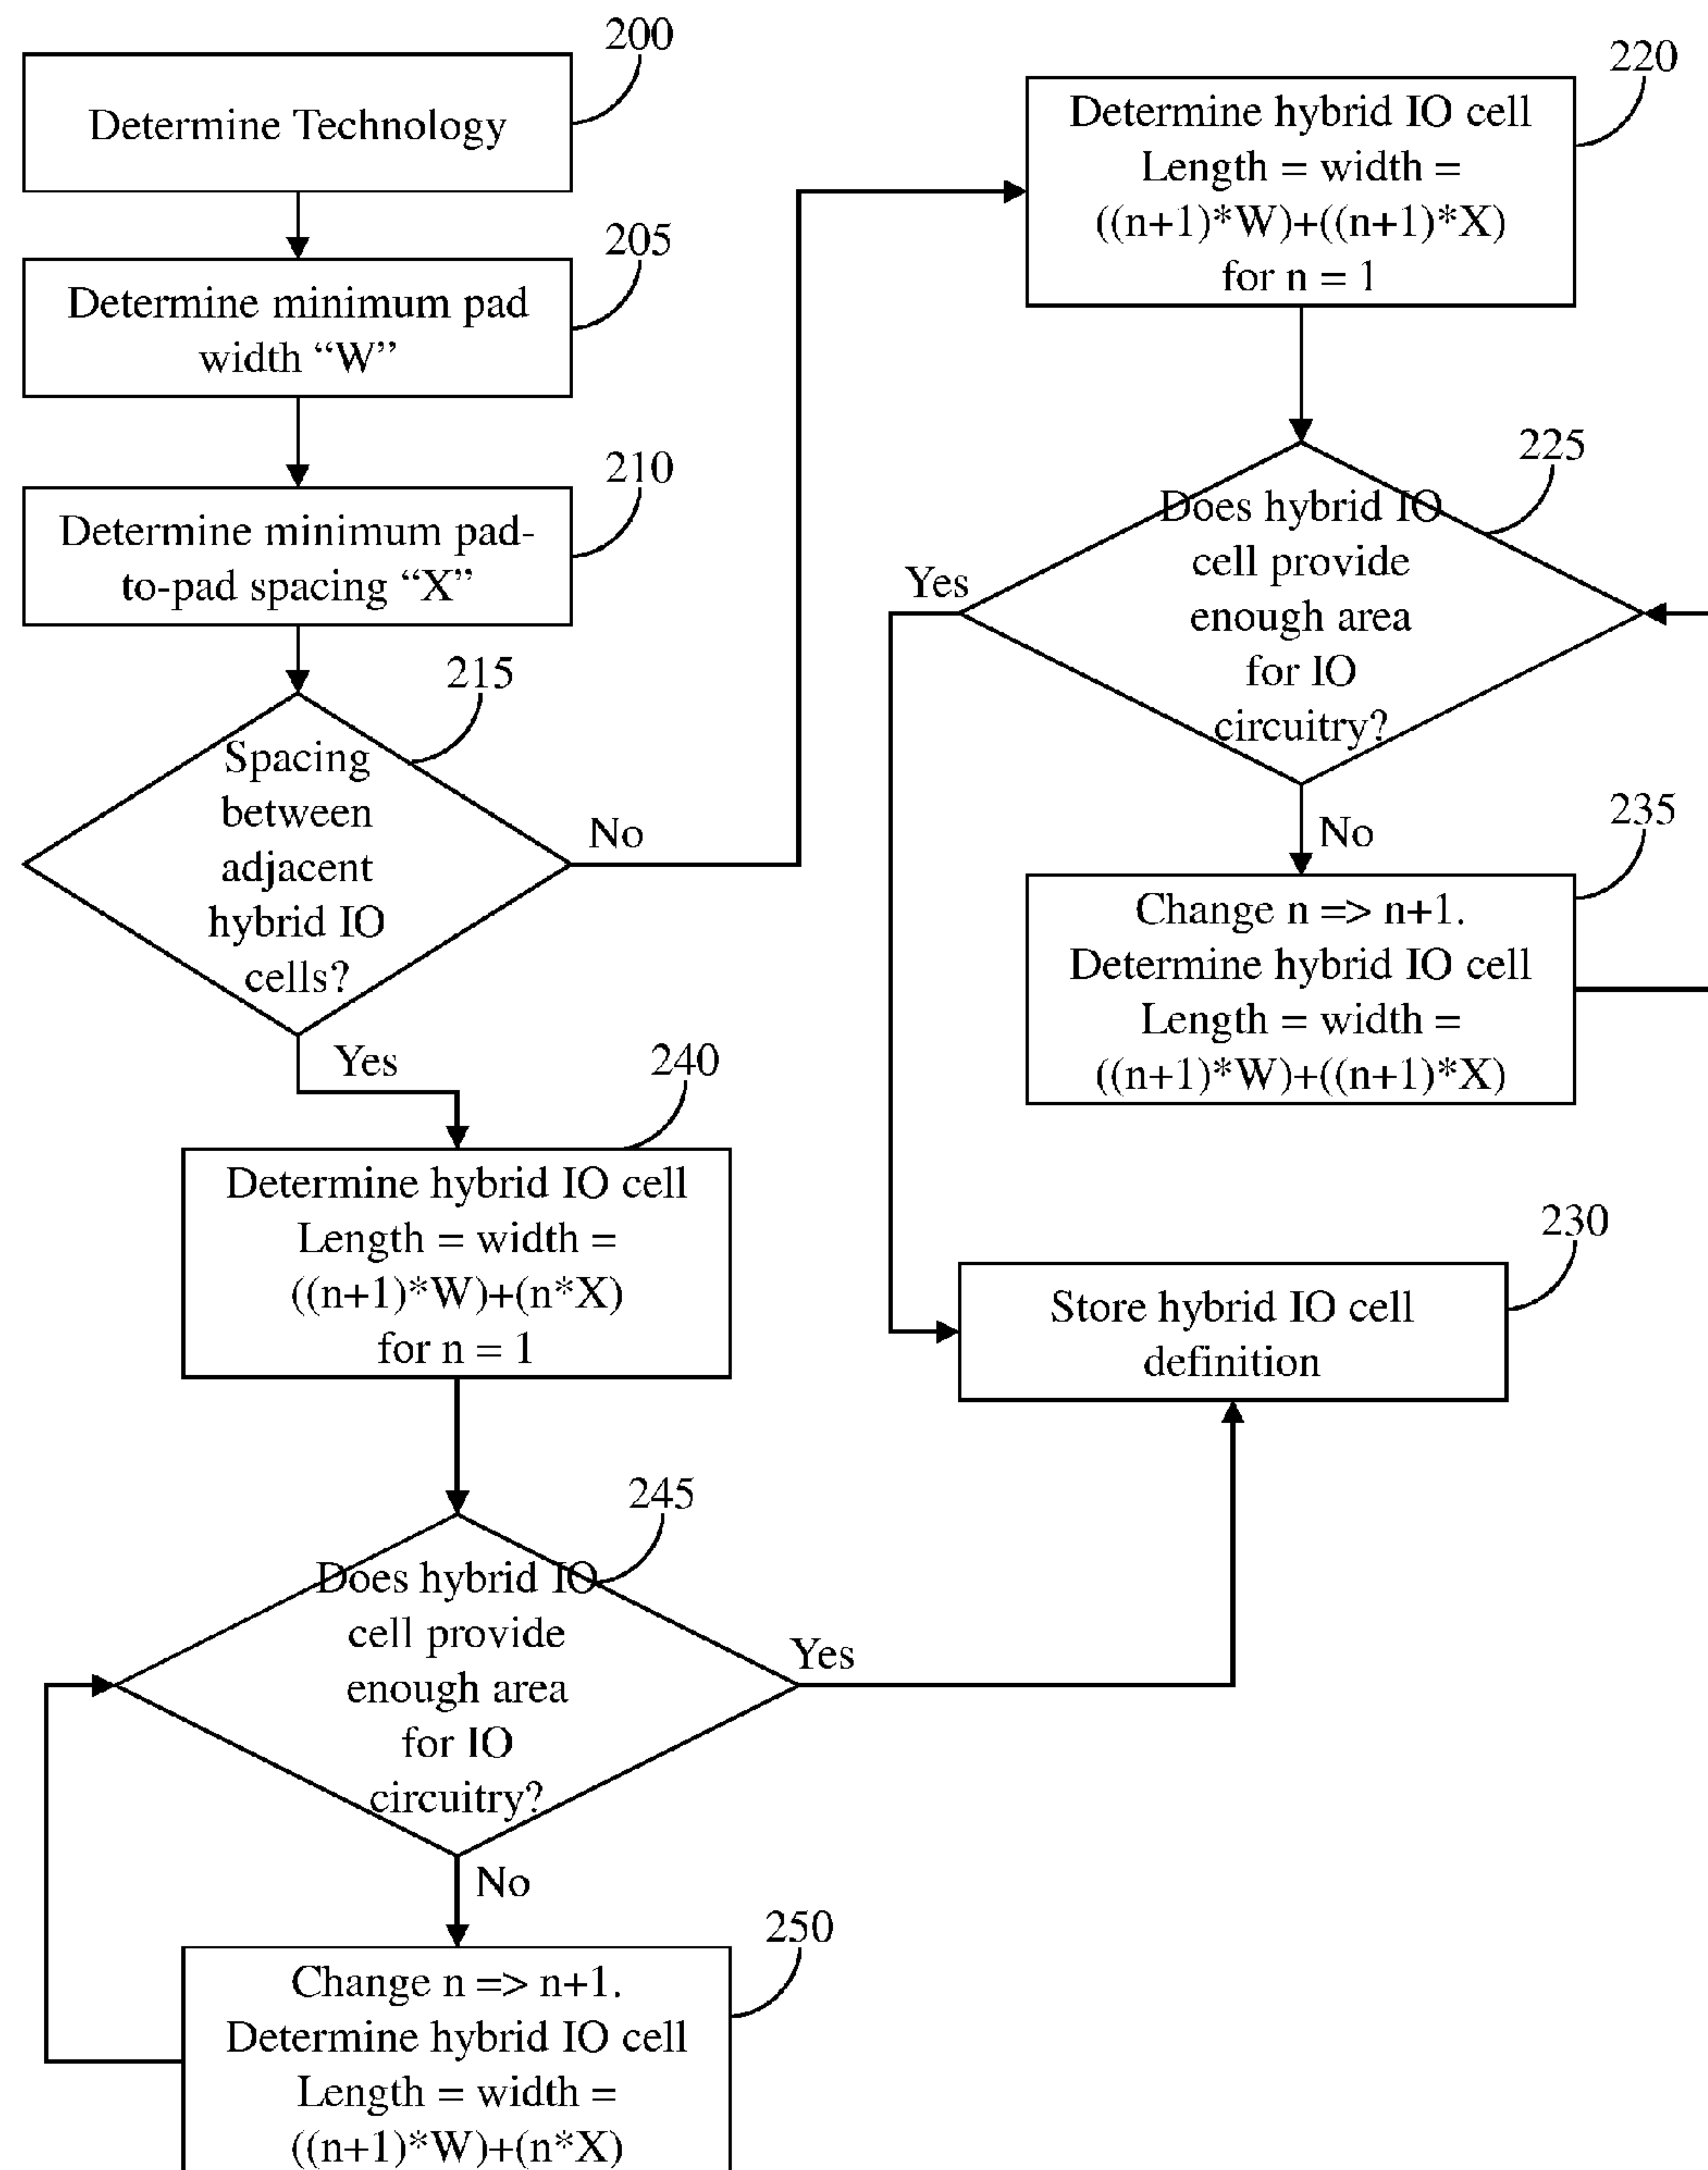 200
Determine Technology
205
Determine minimum pad
width “W”
210
Determine minimum pad-
to-pad spacing “X”
215
Spacing
between
adjacent
hybrid IO
cells?
No
Yes
220
Determine hybrid IO cell
Length = width =
((n+1)*W)+((n+1)*X)
for n = 1
225
Does hybrid IO
cell provide
enough area
for IO
circuitry?
Yes
No
235
Change n => n+1.
Determine hybrid IO cell
Length = width =
((n+1)*W)+((n+1)*X)
230
Store hybrid IO cell
definition
240
Determine hybrid IO cell
Length = width =
((n+1)*W)+(n*X)
for n = 1
245
Does hybrid IO
cell provide
enough area
for IO
circuitry?
Yes
No
250
Change n => n+1.
Determine hybrid IO cell
Length = width =
((n+1)*W)+(n*X)